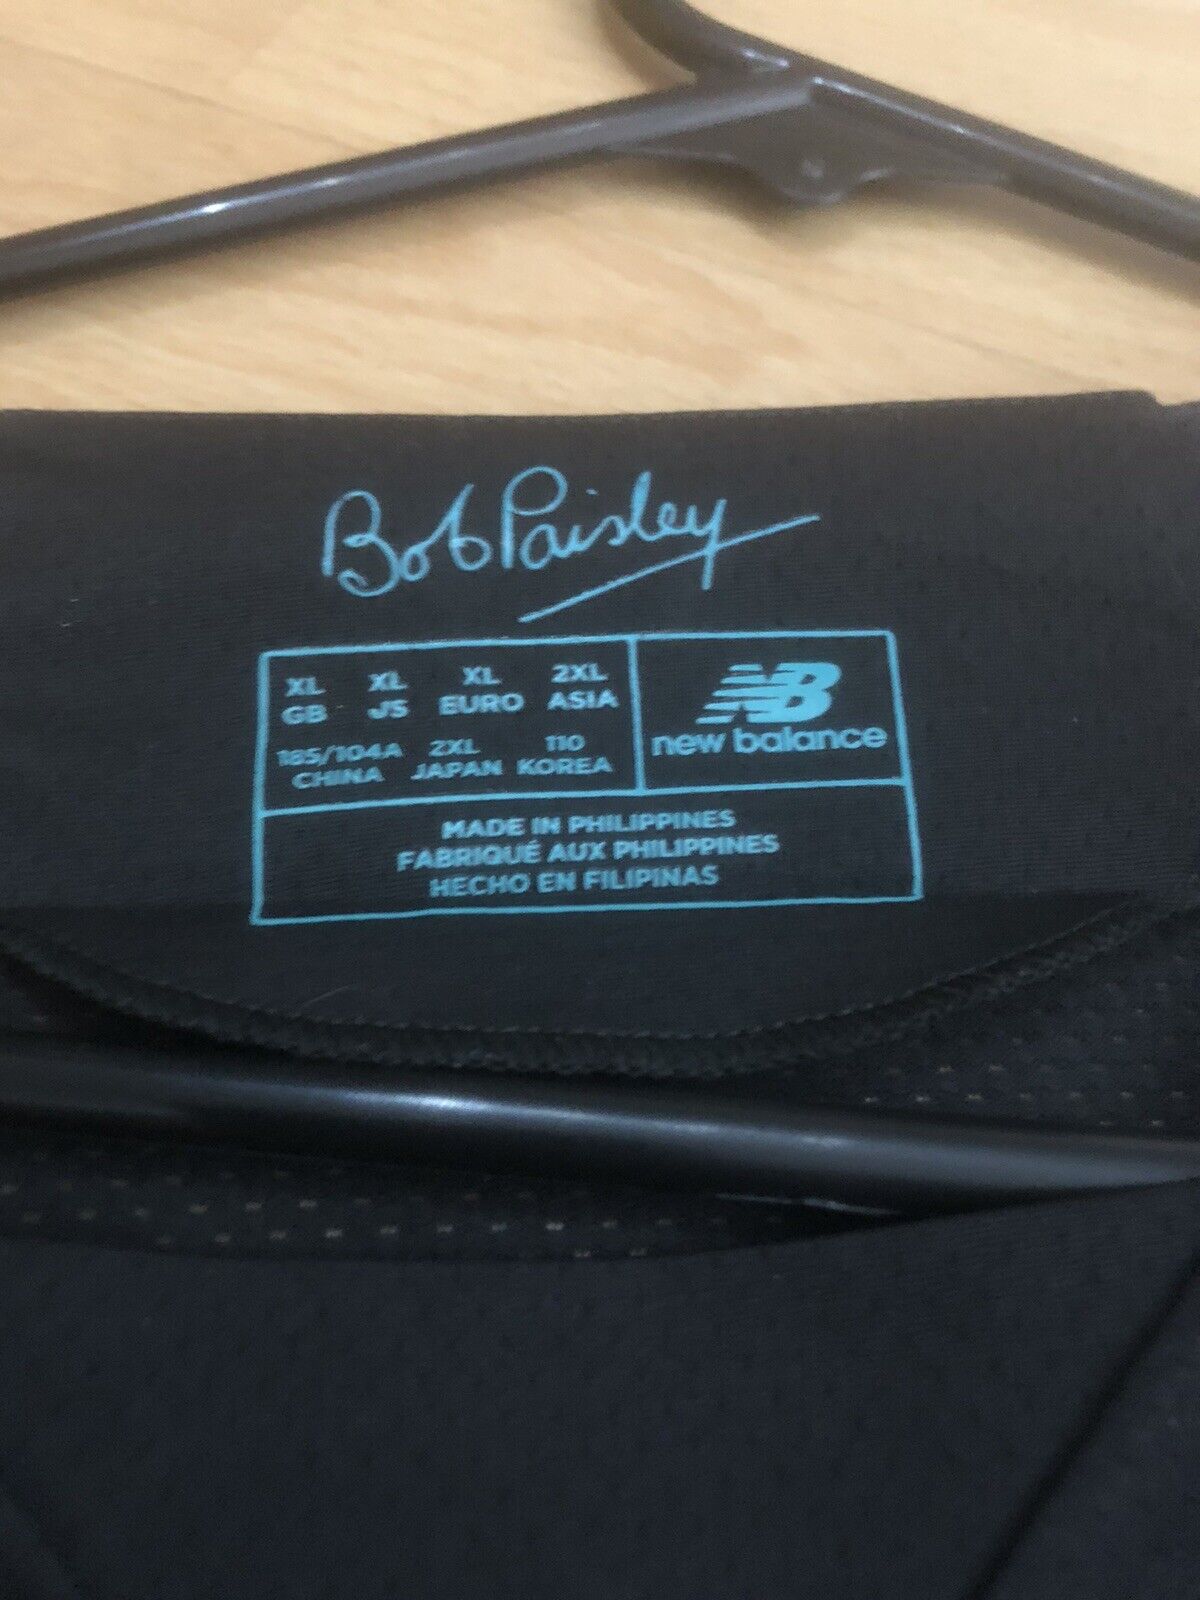 Bob Paisley
XL XL XL 2XL
GB US EURO ASIA
185/104A 2XL 110
CHINA JAPAN KOREA
NB
new balance
MADE IN PHILIPPINES
FABRIQUÉ AUX PHILIPPINES
HECHO EN FILIPINAS